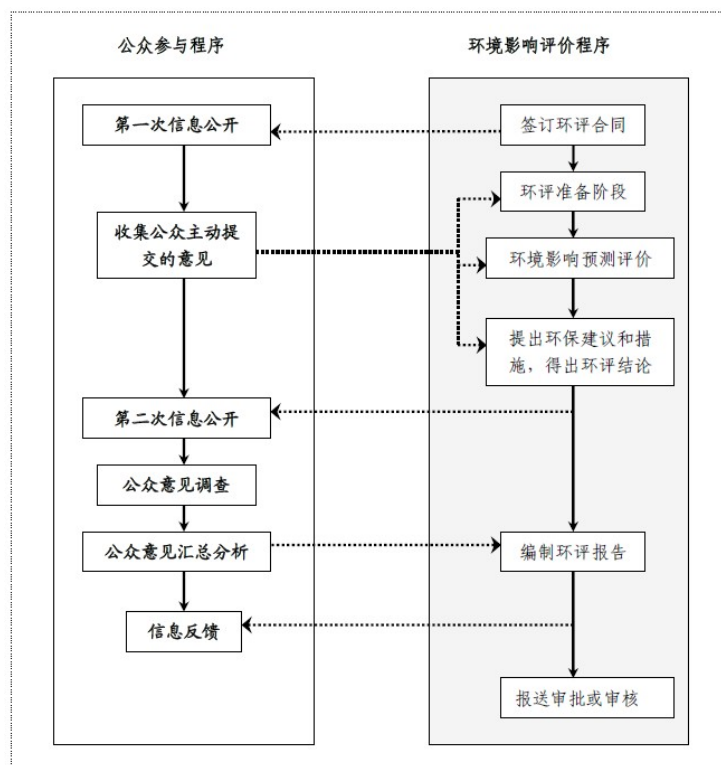 公众参与程序
环境影响评价程序
第一次信息公开
签订环评合同
环评准备阶段
收集公众主动提
交的意见
环境影响预测评价
提出环保建议和措
施，得出环评结论
第二次信息公开
公众意见调查
公众意见汇总分析
编制环评报告
信息反馈
报送审批或审核